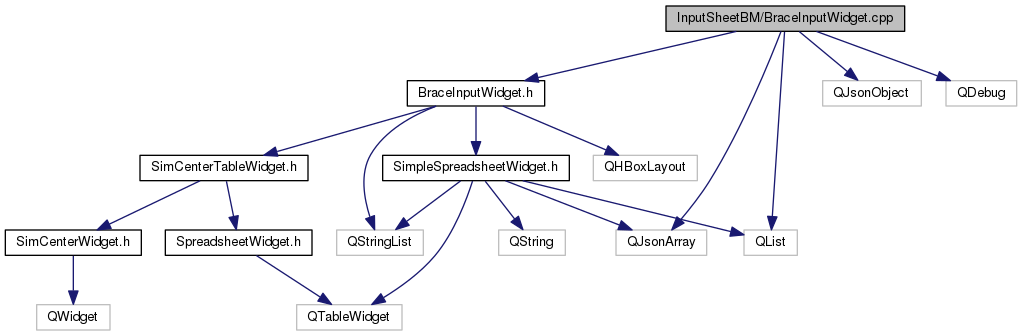 InputSheetBM/BraceInputWidget.cpp
BraceInputWidget.h
QJsonObject
QDebug
SimCenterTableWidget.h
SimpleSpreadsheetWidget.h
QHBoxLayout
SimCenterWidget.h
SpreadsheetWidget.h
QStringList
QString
QJsonArray
QList
QWidget
QTableWidget